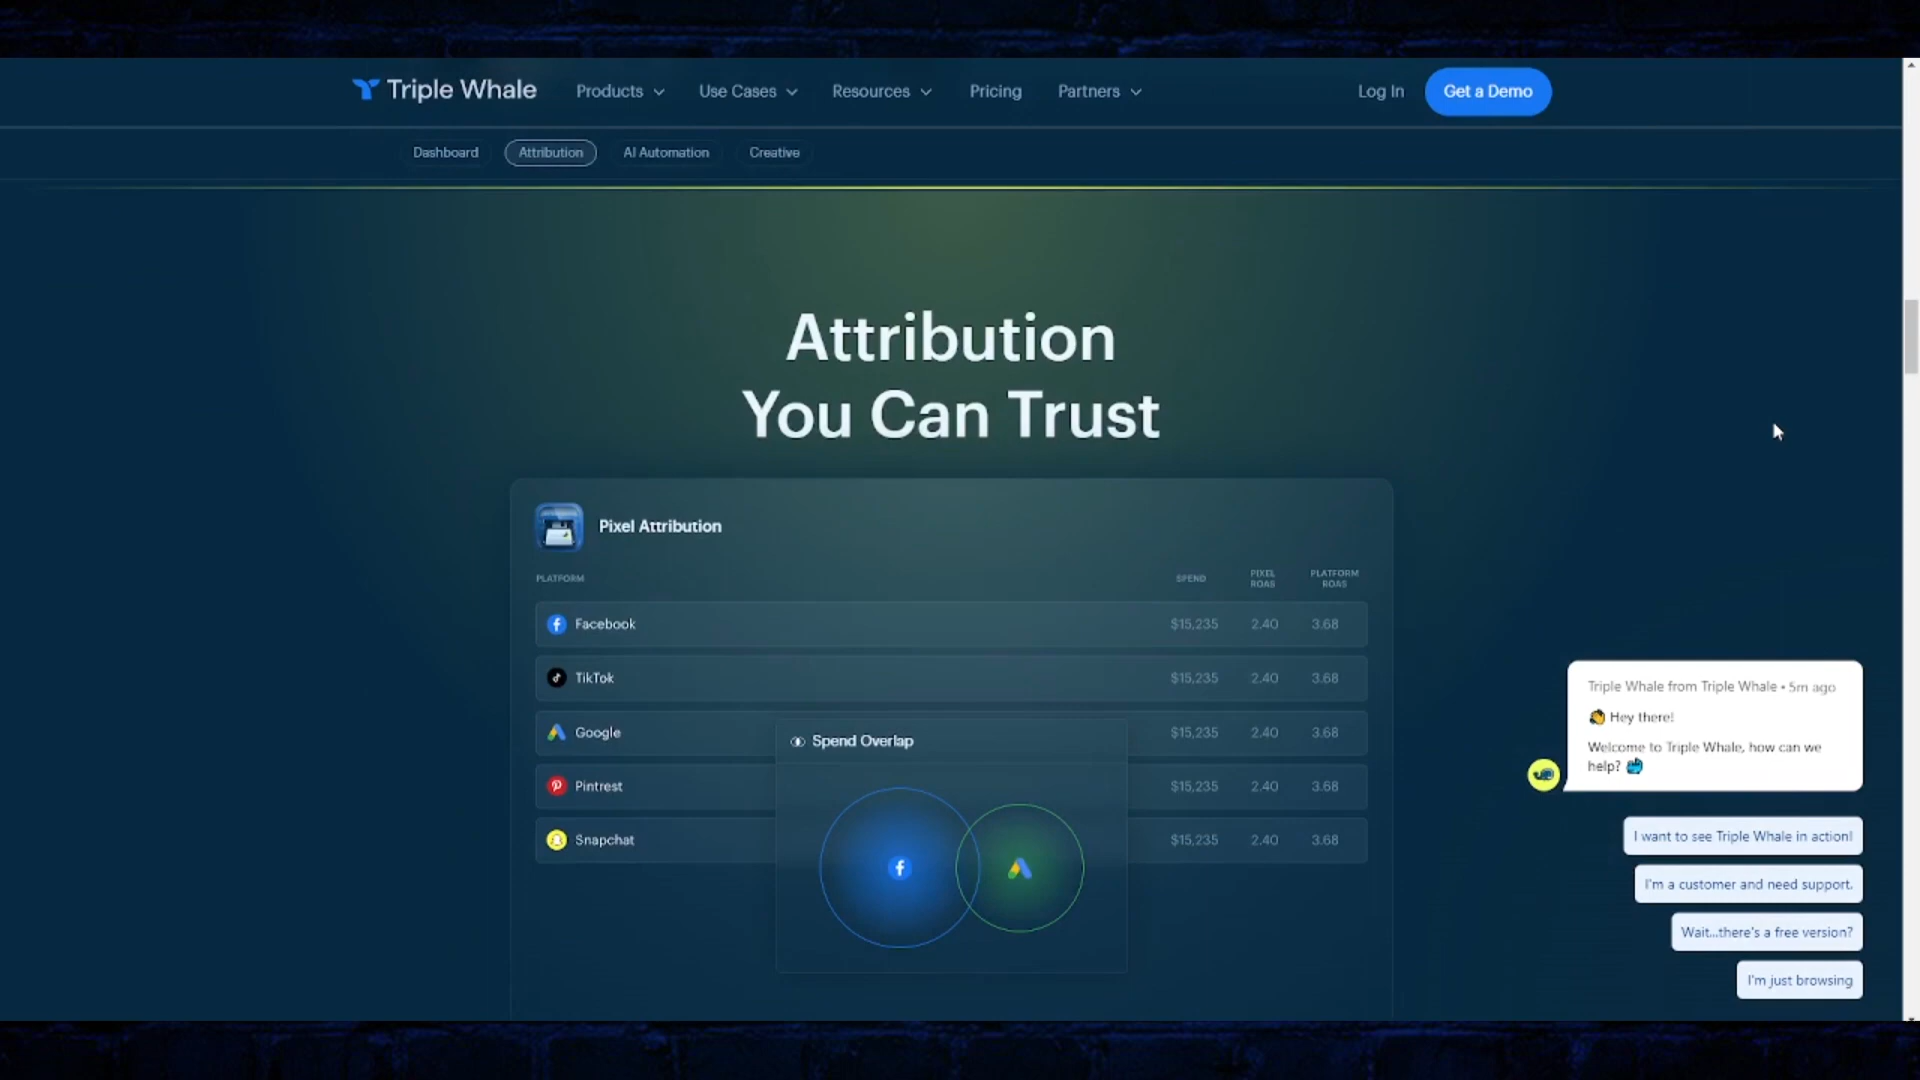 Triple Whale Products Use Cases Resources Pricing Partners Log In Get a Demo
Dashboard Attribution AI Automation Creative
Attribution
You Can Trust
Pixel Attribution
PLATFORM SPEND PIXEL ROAS PLATFORM ROAS
Facebook $15,235 2.40 3.68
TikTok $15,235 2.40 3.68
Google $15,235 2.40 3.68
Pintrest $15,235 2.40 3.68
Snapchat $15,235 2.40 3.68
Spend Overlap
Triple Whale from Triple Whale • 5m ago
Hey there!
Welcome to Triple Whale, how can we
help?
I want to see Triple Whale in action!
I'm a customer and need support.
Wait...there's a free version?
I'm just browsing